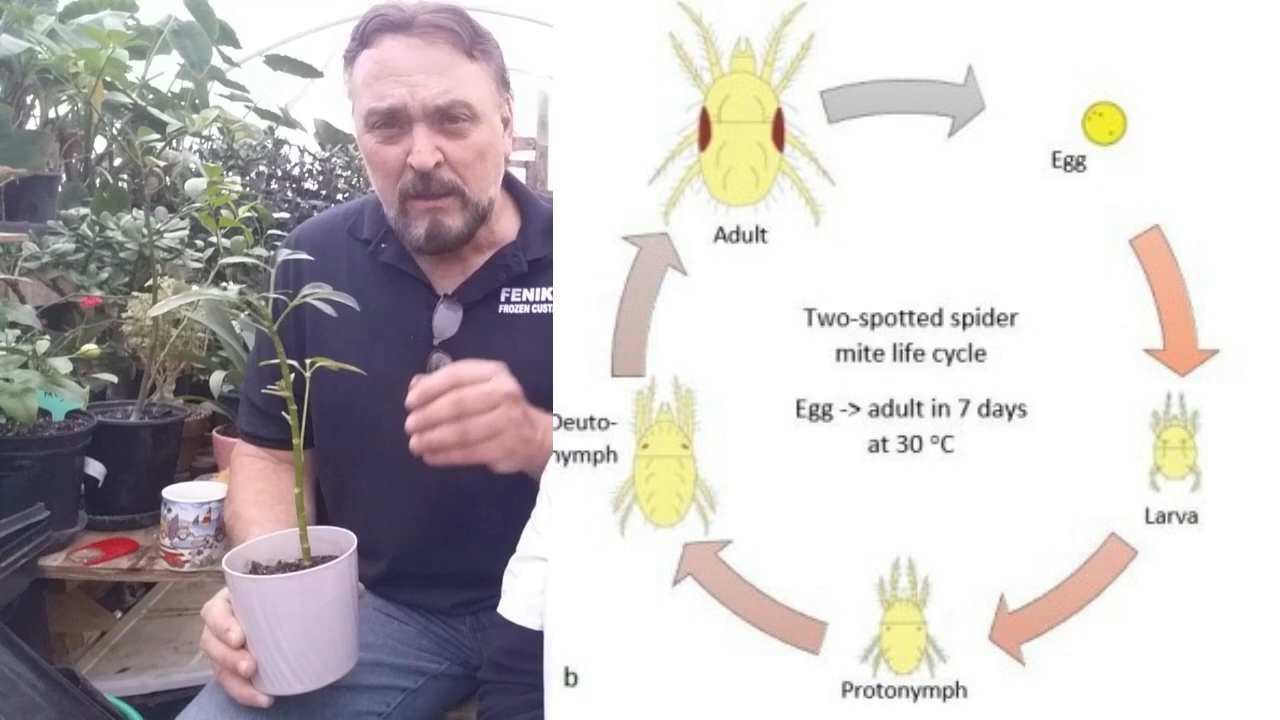 FENIK
FROZEN CUST
Adult
Egg
Two-spotted spider
mite life cycle
Egg -> adult in 7 days
at 30 °C
Deuto-
nymph
Larva
Protonymph
b